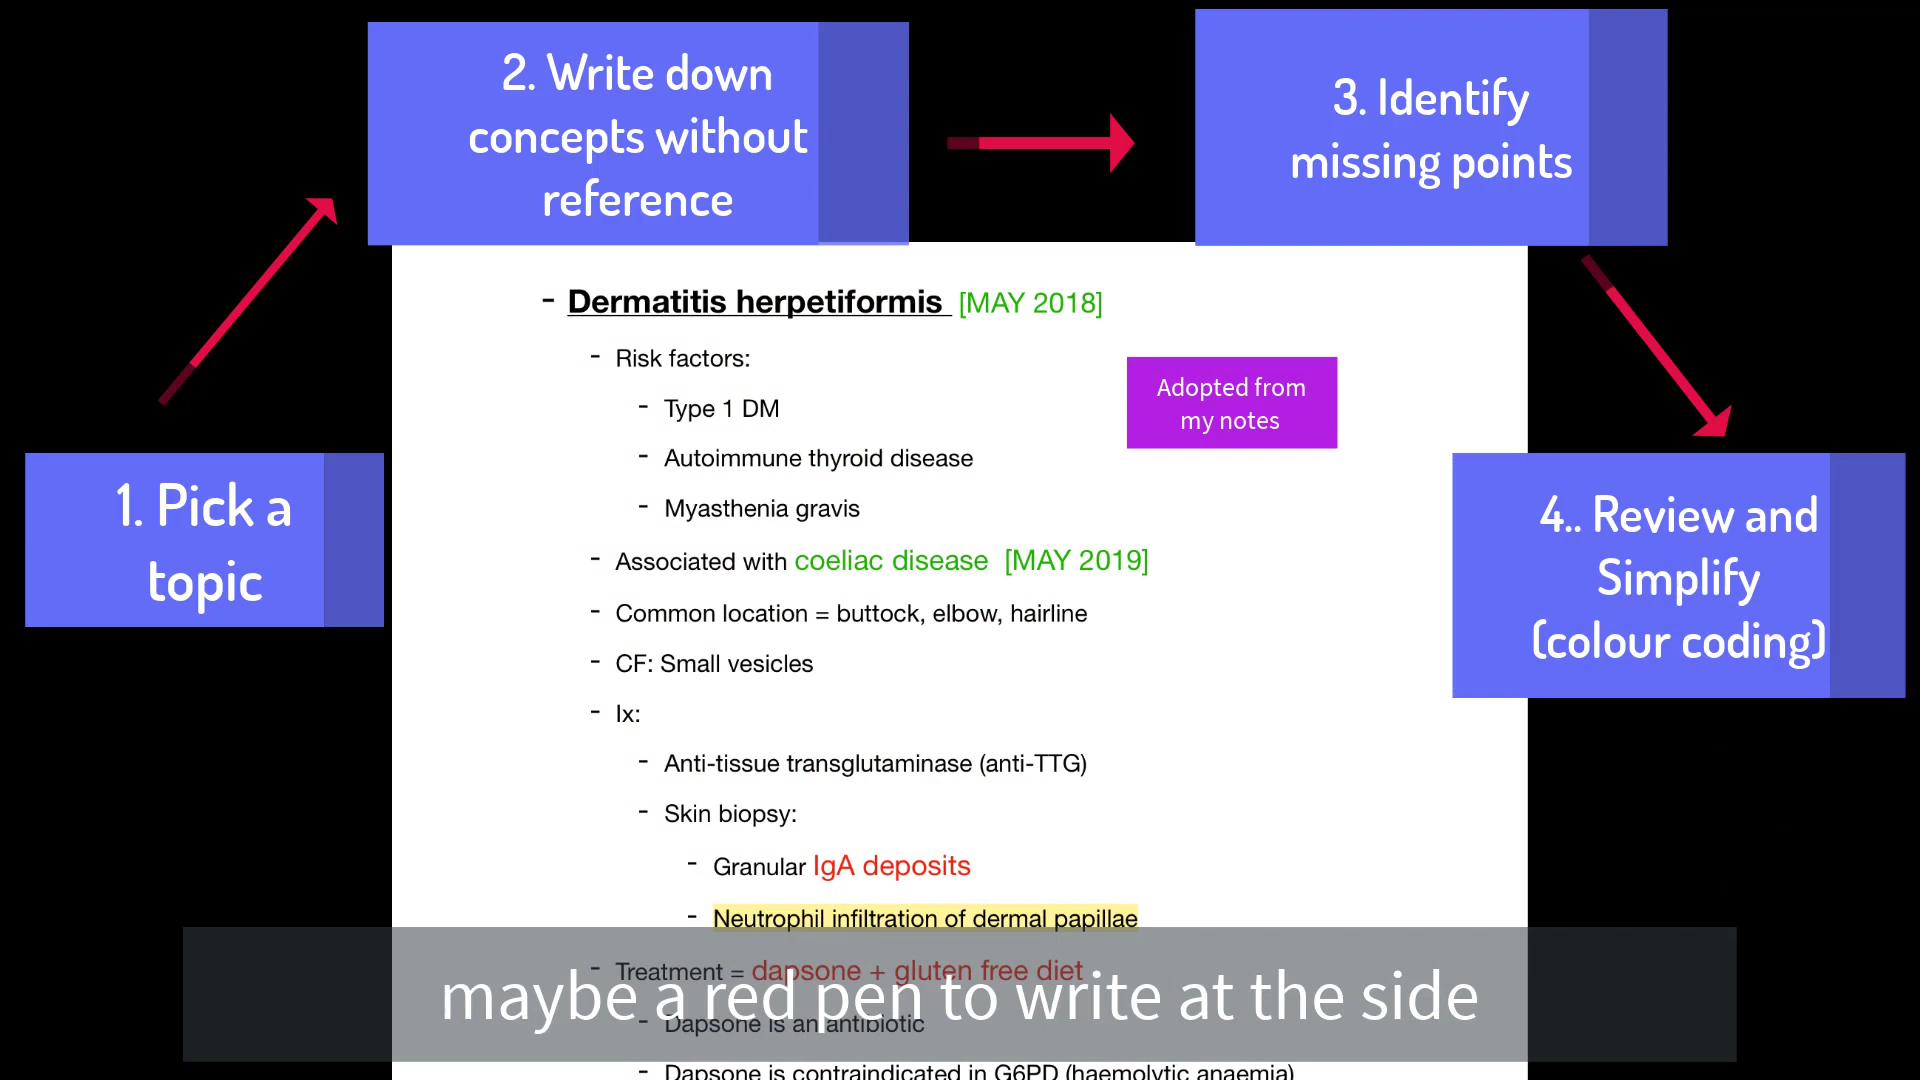 2. Write down
concepts without
reference
3. Identify
missing points
1. Pick a
topic
4.. Review and
Simplify
(colour coding)
- Dermatitis herpetiformis [MAY 2018]
- Risk factors:
- Type 1 DM
- Autoimmune thyroid disease
- Myasthenia gravis
Adopted from
my notes
- Associated with coeliac disease [MAY 2019]
- Common location = buttock, elbow, hairline
- CF: Small vesicles
- Ix:
- Anti-tissue transglutaminase (anti-TTG)
- Skin biopsy:
- Granular IgA deposits
- Neutrophil infiltration of dermal papillae
- Treatment = dapsone + gluten free diet
maybe a red pen to write at the side
- Dapsone is an antibiotic
- Dapsone is contraindicated in G6PD (haemolytic anaemia)